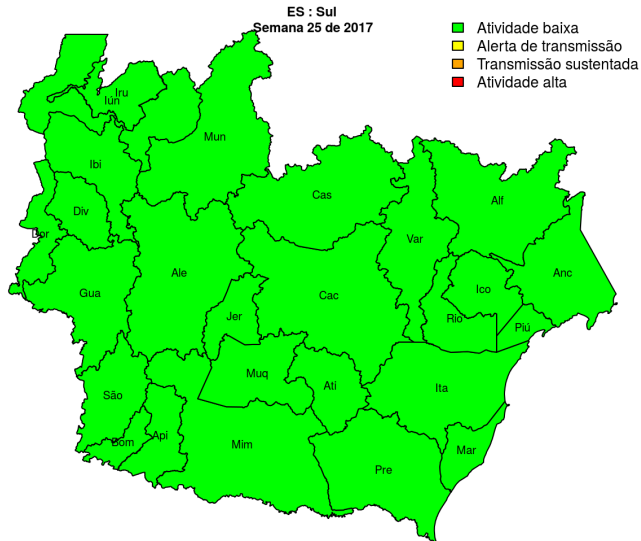 ES : Sul
Semana 25 de 2017
Atividade baixa
Alerta de transmissão
Transmissão sustentada
Atividade alta
Iru
Iún
Mun
Ibi
Cas
Alf
Div
Dor
Var
Ale
Anc
Gua
Cac
Ico
Jer
Rio
Piú
Muq
Ati
Ita
São
Api
Bom
Mim
Mar
Pre